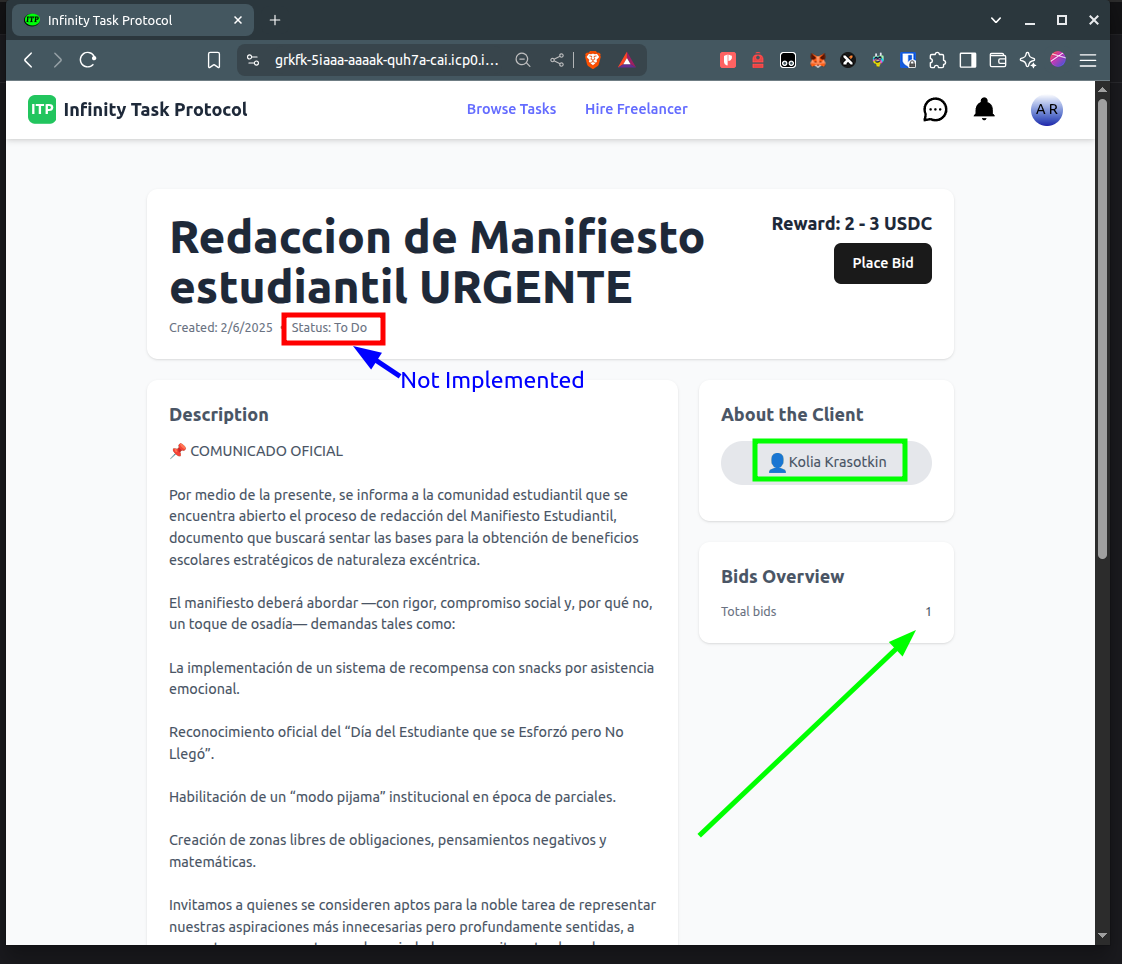 Infinity Task Protocol
grkfk-5iaaa-aaaak-quh7a-cai.icp0.i...
ITP Infinity Task Protocol
Browse Tasks
Hire Freelancer
A R
Redaccion de Manifiesto
estudiantil URGENTE
Reward: 2 - 3 USDC
Place Bid
Created: 2/6/2025
Status: To Do
Not Implemented
Description
📌 COMUNICADO OFICIAL
Por medio de la presente, se informa a la comunidad estudiantil que se
encuentra abierto el proceso de redacción del Manifiesto Estudiantil,
documento que buscará sentar las bases para la obtención de beneficios
escolares estratégicos de naturaleza excéntrica.
El manifiesto deberá abordar —con rigor, compromiso social y, por qué no,
un toque de osadía— demandas tales como:
La implementación de un sistema de recompensa con snacks por asistencia
emocional.
Reconocimiento oficial del “Día del Estudiante que se Esforzó pero No
Llegó”.
Habilitación de un “modo pijama” institucional en época de parciales.
Creación de zonas libres de obligaciones, pensamientos negativos y
matemáticas.
Invitamos a quienes se consideren aptos para la noble tarea de representar
nuestras aspiraciones más innecesarias pero profundamente sentidas, a
About the Client
👤Kolia Krasotkin
Bids Overview
Total bids
1